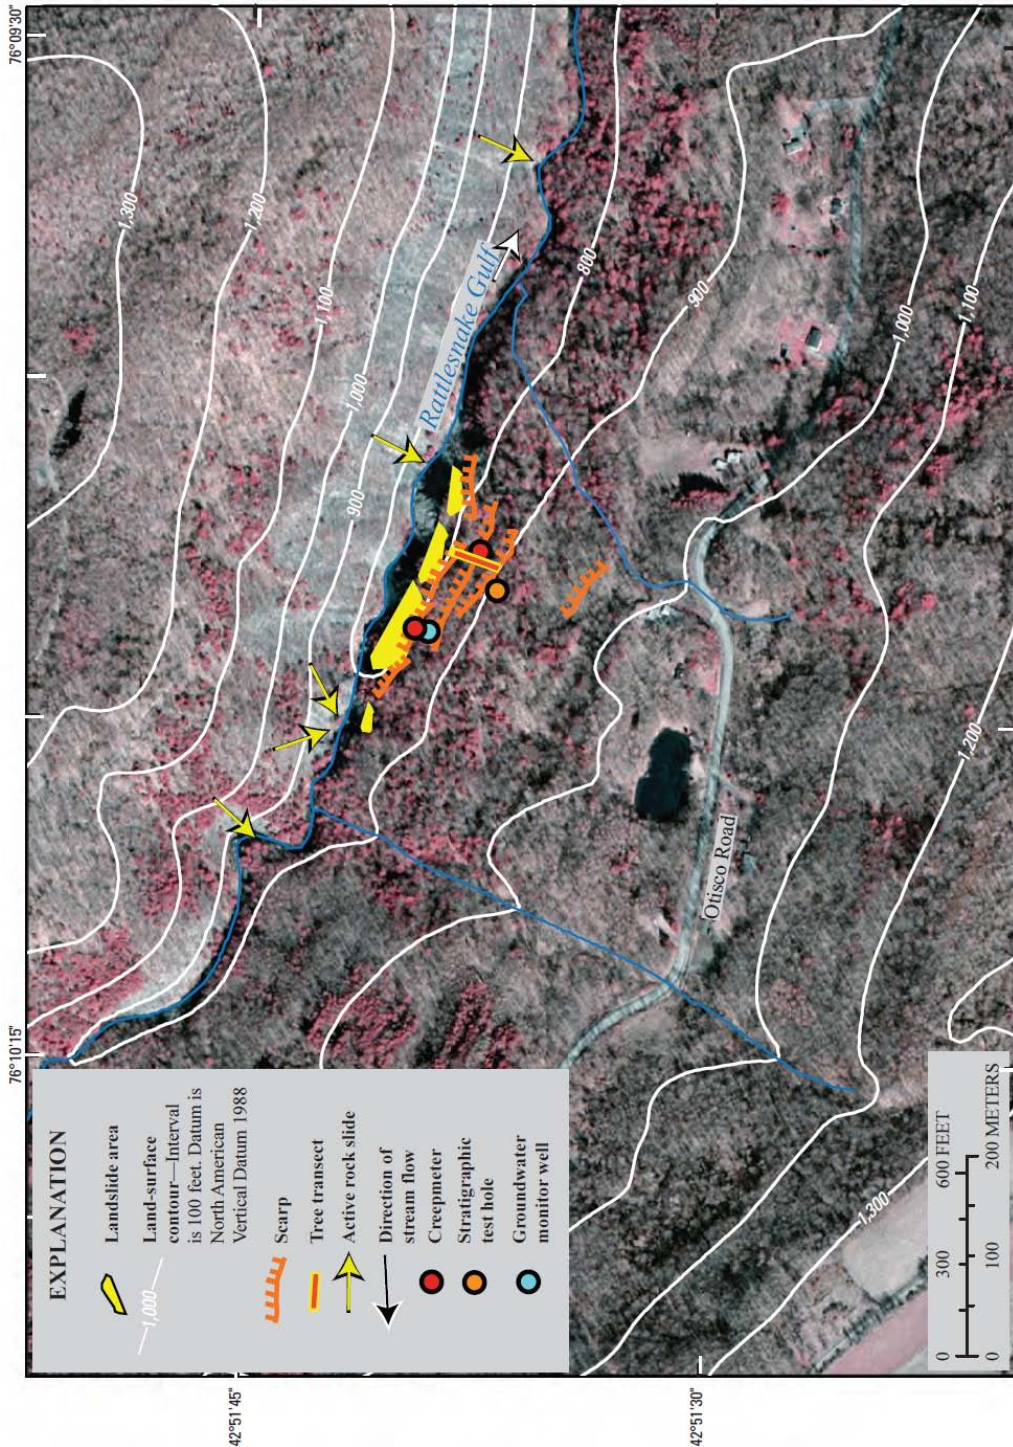 76°10'15"
76°09'30"
42°51'45"
42°51'30"
EXPLANATION
Landslide area
1,000
Land-surface
contour—Interval
is 100 feet. Datum is
North American
Vertical Datum 1988
Scarp
Tree transect
Active rock slide
Direction of
stream flow
Creepmeter
Stratigraphic
test hole
Groundwater
monitor well
0 300 600 FEET
0 100 200 METERS
1,300
1,200
1,100
1,000
900
Rattlesnake Gulf
800
900
1,000
1,100
1,200
Otisco Road
1,300